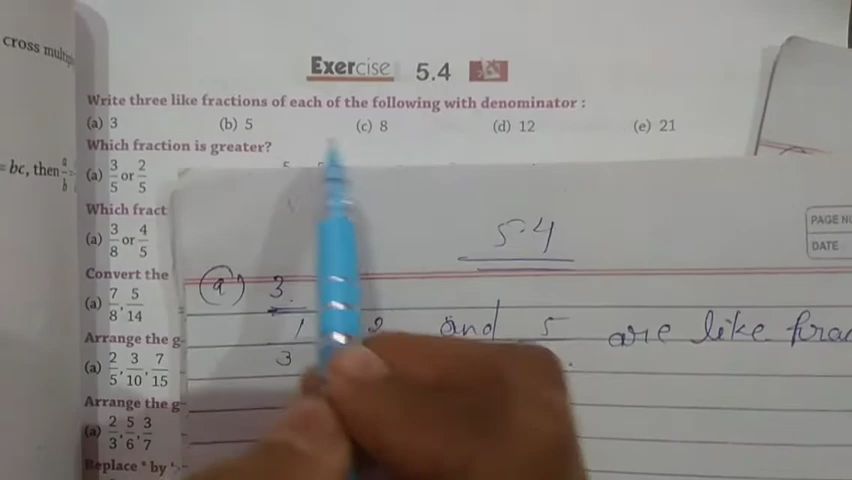 cross multip
= bc, then a/b
Exercise 5.4
Write three like fractions of each of the following with denominator :
(a) 3 (b) 5 (c) 8 (d) 12 (e) 21
Which fraction is greater?
(a) 3/5 or 2/5
Which fract
(a) 3/8 or 4/5
Convert the
(a) 7/8, 5/14
Arrange the g
(a) 2/5, 3/10, 7/15
Arrange the g
(a) 2/3, 5/6, 3/7
Replace * by '
5.4
PAGE N
DATE
(a) 3.
1 2 and 5 are like frac
3